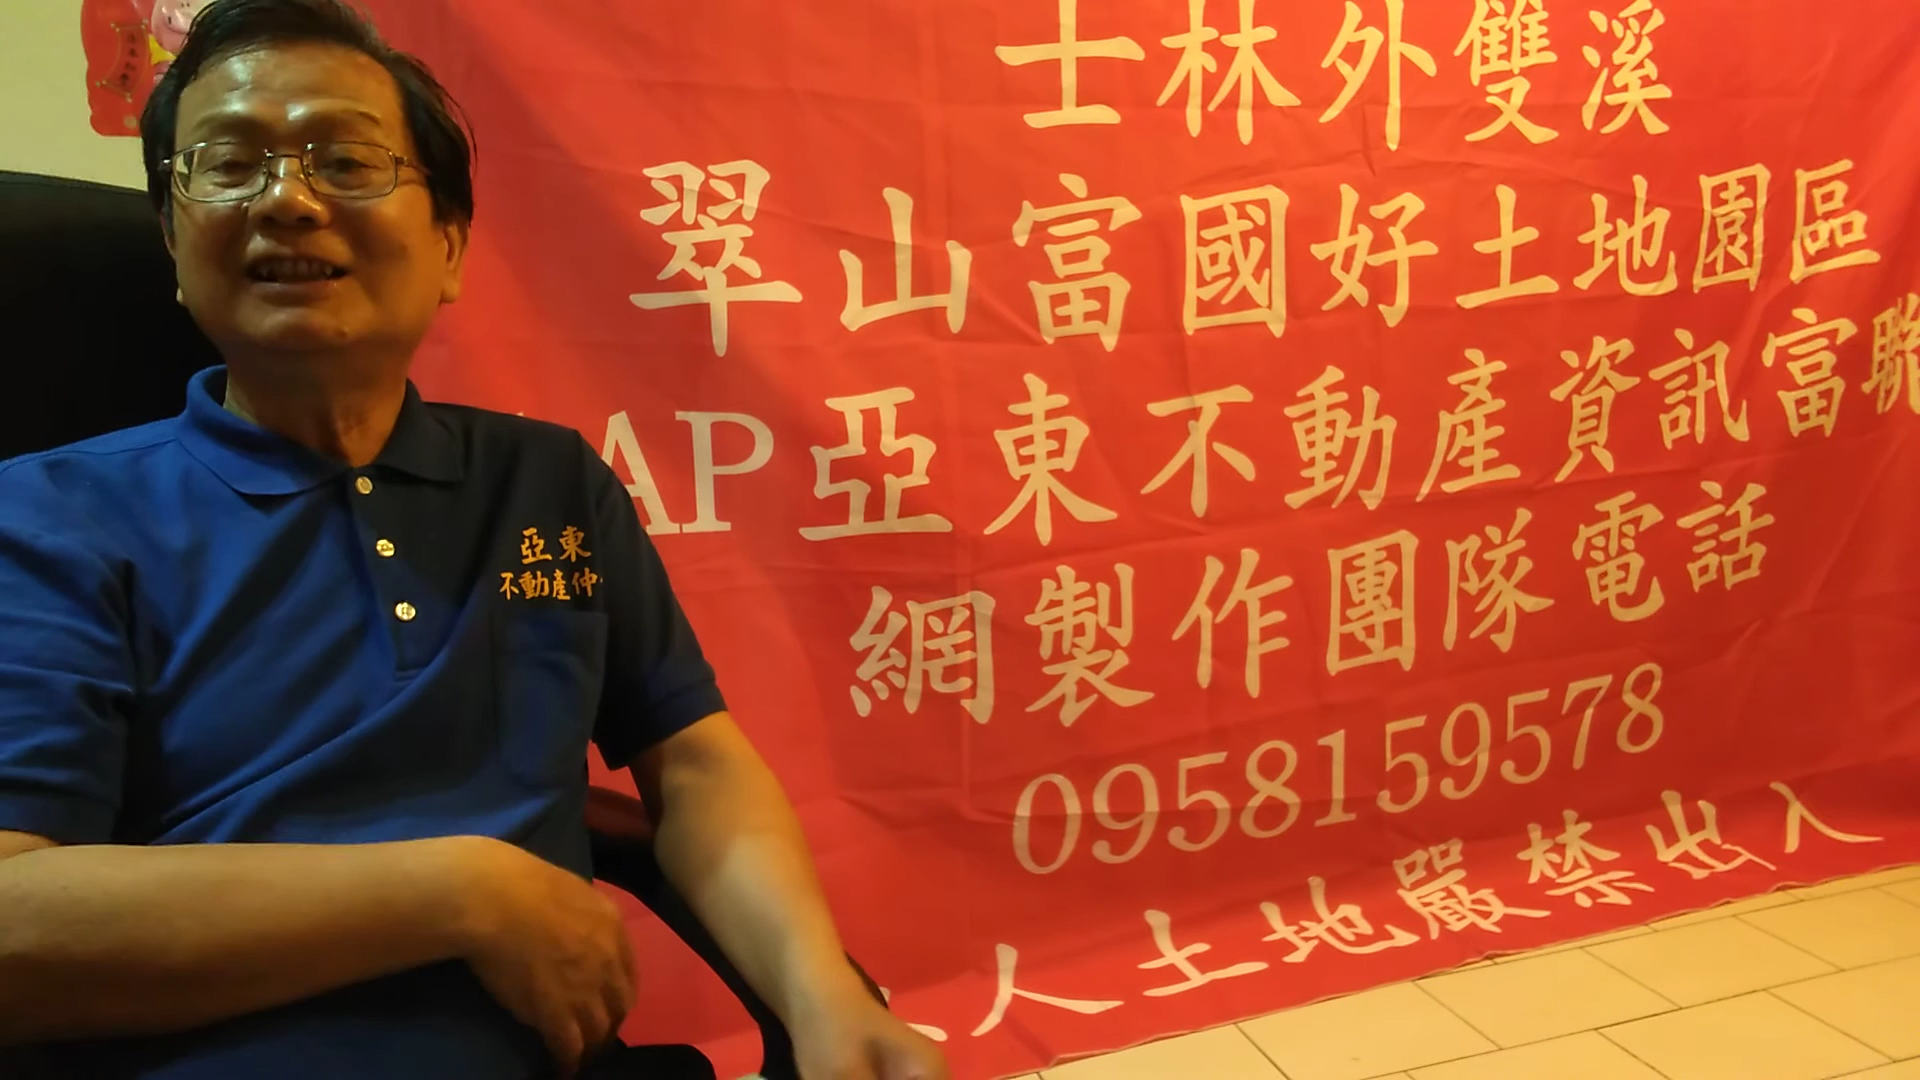 士林外雙溪
翠山富國好土地園區
AP亞東不動產資訊富聯
網製作團隊電話
0958159578
人土地嚴禁出入
亞東
不動產仲